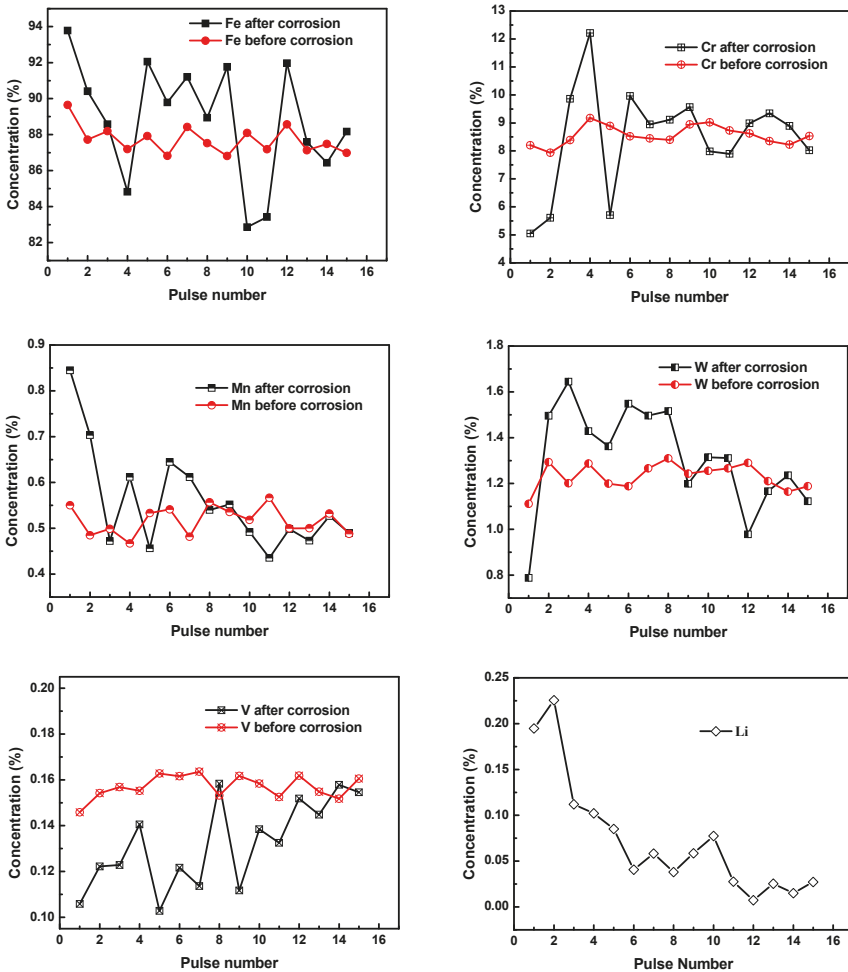 Fe after corrosion
Fe before corrosion
Concentration (%)
94
92
90
88
86
84
82
0 2 4 6 8 10 12 14 16
Pulse number
Cr after corrosion
Cr before corrosion
Concentration (%)
13
12
11
10
9
8
7
6
5
4
0 2 4 6 8 10 12 14 16
Pulse number
Mn after corrosion
Mn before corrosion
Concentration (%)
0.9
0.8
0.7
0.6
0.5
0.4
0 2 4 6 8 10 12 14 16
Pulse number
W after corrosion
W before corrosion
Concentration (%)
1.8
1.6
1.4
1.2
1.0
0.8
0 2 4 6 8 10 12 14 16
Pulse number
V after corrosion
V before corrosion
Concentration (%)
0.20
0.18
0.16
0.14
0.12
0.10
0 2 4 6 8 10 12 14 16
Pulse number
Li
Concentration (%)
0.25
0.20
0.15
0.10
0.05
0.00
0 2 4 6 8 10 12 14 16
Pulse Number